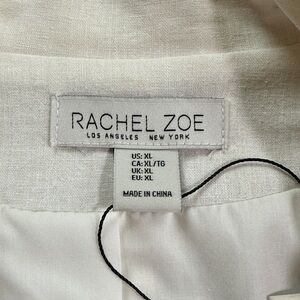 RACHEL ZOE
LOS ANGELES NEW YORK
US: XL
CA: XL/TG
UK: XL
EU: XL
MADE IN CHINA